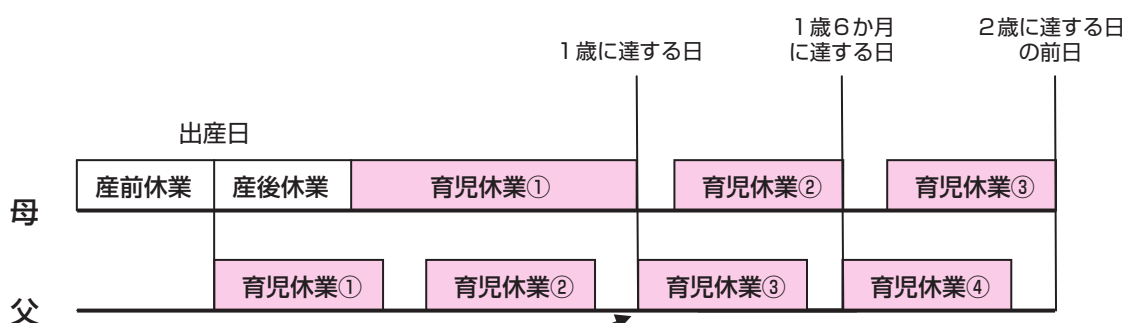 1歳に達する日
1歳6か月
に達する日
2歳に達する日
の前日
出産日
母
産前休業
産後休業
育児休業①
育児休業②
育児休業③
父
育児休業①
育児休業②
育児休業③
育児休業④